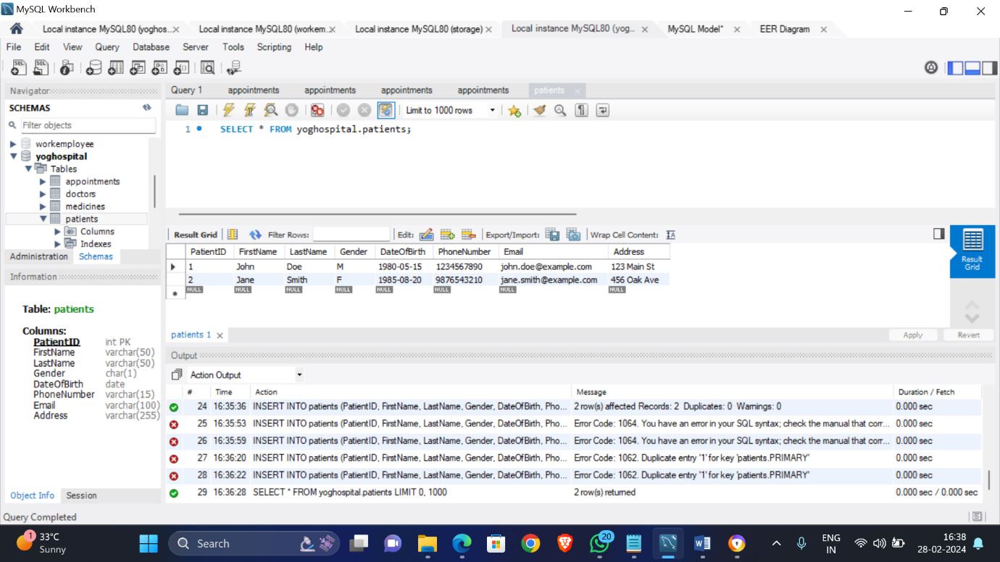 MySQL Workbench
Local instance MySQL80 (yoghos...
Local instance MySQL80 (workem...
Local instance MySQL80 (storage)
Local instance MySQL80 (yog...
MySQL Model*
EER Diagram
File Edit View Query Database Server Tools Scripting Help
Navigator
SCHEMAS
Filter objects
workemployee
yoghospital
Tables
appointments
doctors
medicines
patients
Columns
Indexes
Administration Schemas
Information
Table: patients
Columns:
PatientID int PK
FirstName varchar(50)
LastName varchar(50)
Gender char(1)
DateOfBirth date
PhoneNumber varchar(15)
Email varchar(100)
Address varchar(255)
Object Info Session
Query 1 appointments appointments appointments appointments patients
Limit to 1000 rows
1 SELECT * FROM yoghospital.patients;
Result Grid Filter Rows: Edit: Export/Import: Wrap Cell Content:
PatientID FirstName LastName Gender DateOfBirth PhoneNumber Email Address
1 John Doe M 1980-05-15 1234567890 john.doe@example.com 123 Main St
2 Jane Smith F 1985-08-20 9876543210 jane.smith@example.com 456 Oak Ave
NULL NULL NULL NULL NULL NULL NULL NULL
Result
Grid
patients 1
Apply Revert
Output
Action Output
# Time Action Message Duration / Fetch
24 16:35:36 INSERT INTO patients (PatientID, FirstName, LastName, Gender, DateOfBirth, Pho... 2 row(s) affected Records: 2 Duplicates: 0 Warnings: 0 0.000 sec
25 16:35:53 INSERT INTO patients (PatientID, FirstName, LastName, Gender, DateOfBirth, Pho... Error Code: 1064. You have an error in your SQL syntax; check the manual that corr... 0.000 sec
26 16:35:59 INSERT INTO patients (PatientID, FirstName, LastName, Gender, DateOfBirth, Pho... Error Code: 1064. You have an error in your SQL syntax; check the manual that corr... 0.000 sec
27 16:36:20 INSERT INTO patients (PatientID, FirstName, LastName, Gender, DateOfBirth, Pho... Error Code: 1062. Duplicate entry '1' for key 'patients.PRIMARY' 0.000 sec
28 16:36:22 INSERT INTO patients (PatientID, FirstName, LastName, Gender, DateOfBirth, Pho... Error Code: 1062. Duplicate entry '1' for key 'patients.PRIMARY' 0.000 sec
29 16:36:28 SELECT * FROM yoghospital.patients LIMIT 0, 1000 2 row(s) returned 0.000 sec / 0.000 sec
Query Completed
1
33°C
Sunny
Search
20
ENG
IN
16:38
28-02-2024